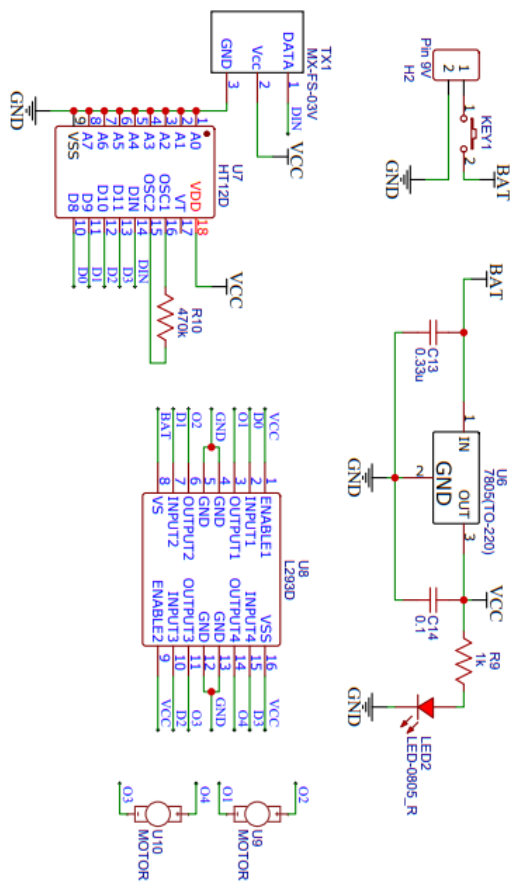 Pin 9V
H2
1
2
KEY1
1
2
BAT
GND
BAT
C13
0.33u
U6
7805(TO-220)
1
IN
GND
2
OUT
3
GND
C14
0.1
VCC
R9
1k
LED2
LED-0805_R
GND
TX1
MX-FS-03V
DATA
1
DIN
Vcc
2
VCC
GND
3
GND
U7
HT12D
1
A0
2
A1
3
A2
4
A3
5
A4
6
A5
7
A6
8
A7
9
VSS
VDD
18
VT
17
OSC1
16
OSC2
15
DIN
14
D11
13
D10
12
D9
11
D8
10
VCC
DIN
D3
D2
D1
D0
R10
470k
U8
L293D
VCC
1
ENABLE1
D0
2
INPUT1
O1
3
OUTPUT1
4
GND
GND
5
GND
O2
6
OUTPUT2
D1
7
INPUT2
BAT
8
VS
VSS
16
VCC
INPUT4
15
D3
OUTPUT4
14
O4
GND
13
GND
GND
12
OUTPUT3
11
O3
INPUT3
10
D2
ENABLE2
9
VCC
O1
O2
U9
MOTOR
O3
O4
U10
MOTOR